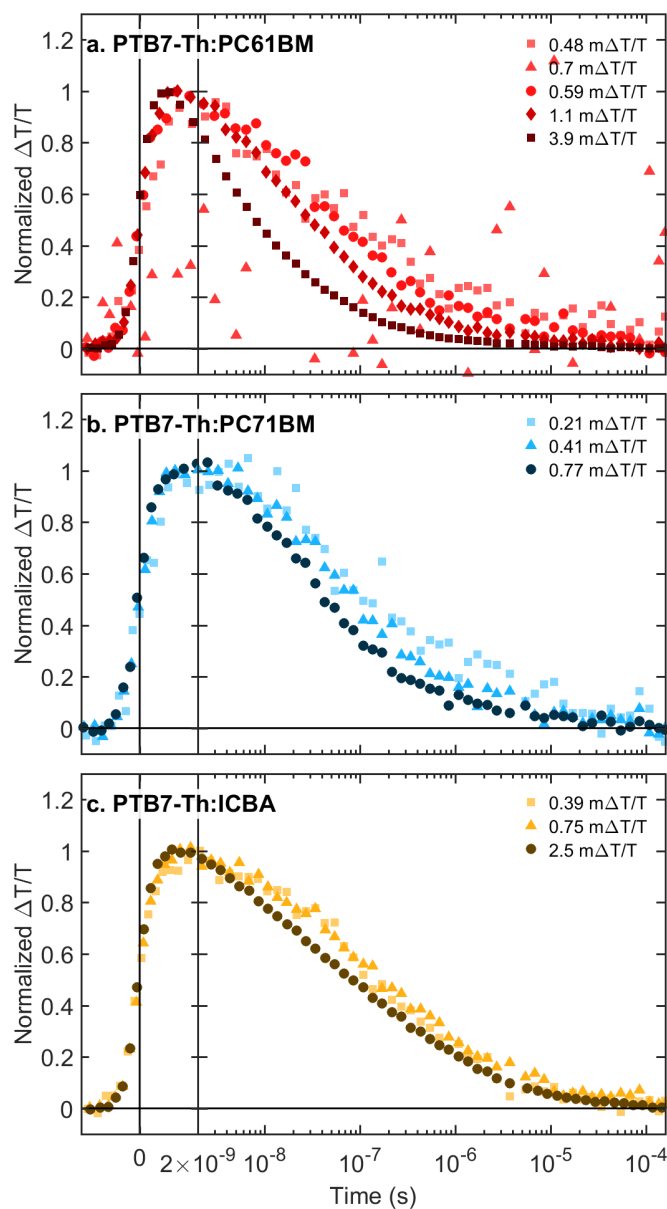 a. PTB7-Th:PC61BM
0.48 mΔT/T
0.7 mΔT/T
0.59 mΔT/T
1.1 mΔT/T
3.9 mΔT/T
1.2
1
0.8
0.6
0.4
0.2
0
Normalized ΔT/T
b. PTB7-Th:PC71BM
0.21 mΔT/T
0.41 mΔT/T
0.77 mΔT/T
1.2
1
0.8
0.6
0.4
0.2
0
Normalized ΔT/T
c. PTB7-Th:ICBA
0.39 mΔT/T
0.75 mΔT/T
2.5 mΔT/T
1.2
1
0.8
0.6
0.4
0.2
0
Normalized ΔT/T
0 2×10⁻⁹ 10⁻⁸ 10⁻⁷ 10⁻⁶ 10⁻⁵ 10⁻⁴
Time (s)